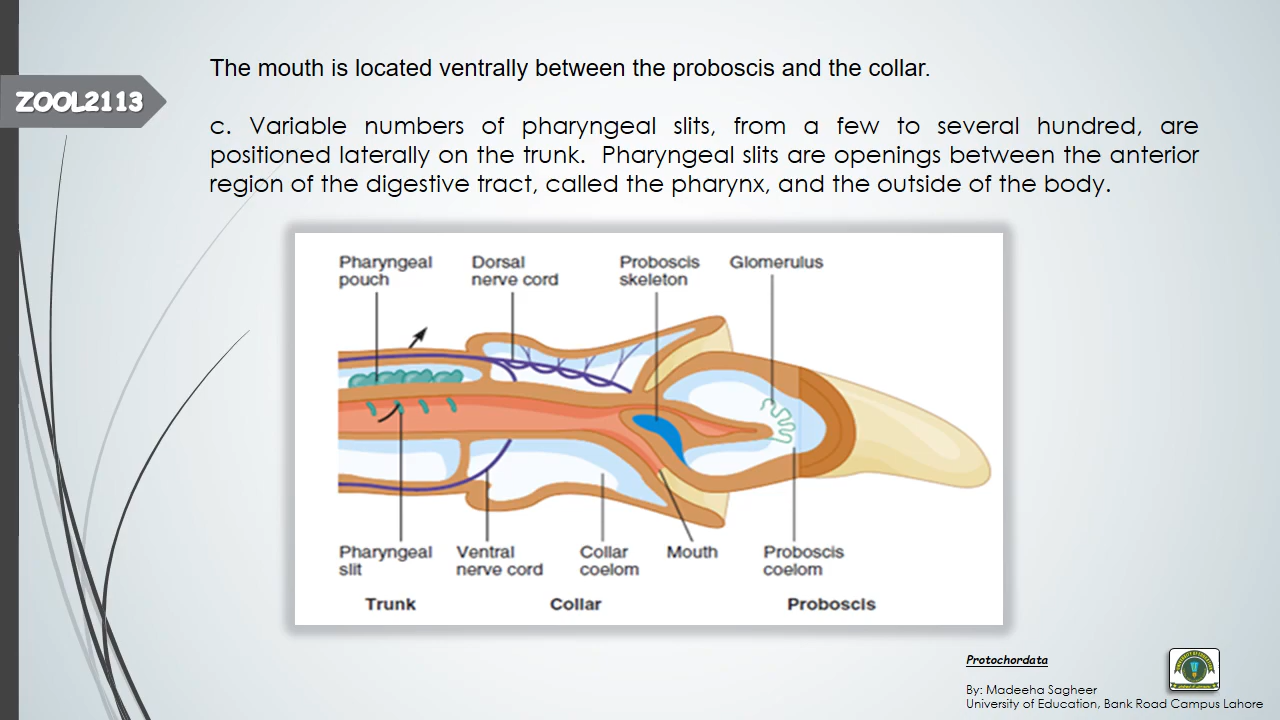 The mouth is located ventrally between the proboscis and the collar.
ZOOL2113
c. Variable numbers of pharyngeal slits, from a few to several hundred, are
positioned laterally on the trunk. Pharyngeal slits are openings between the anterior
region of the digestive tract, called the pharynx, and the outside of the body.
Pharyngeal pouch
Dorsal nerve cord
Proboscis skeleton
Glomerulus
Pharyngeal slit
Ventral nerve cord
Collar coelom
Mouth
Proboscis coelom
Trunk
Collar
Proboscis
Protochordata
By: Madeeha Sagheer
University of Education, Bank Road Campus Lahore